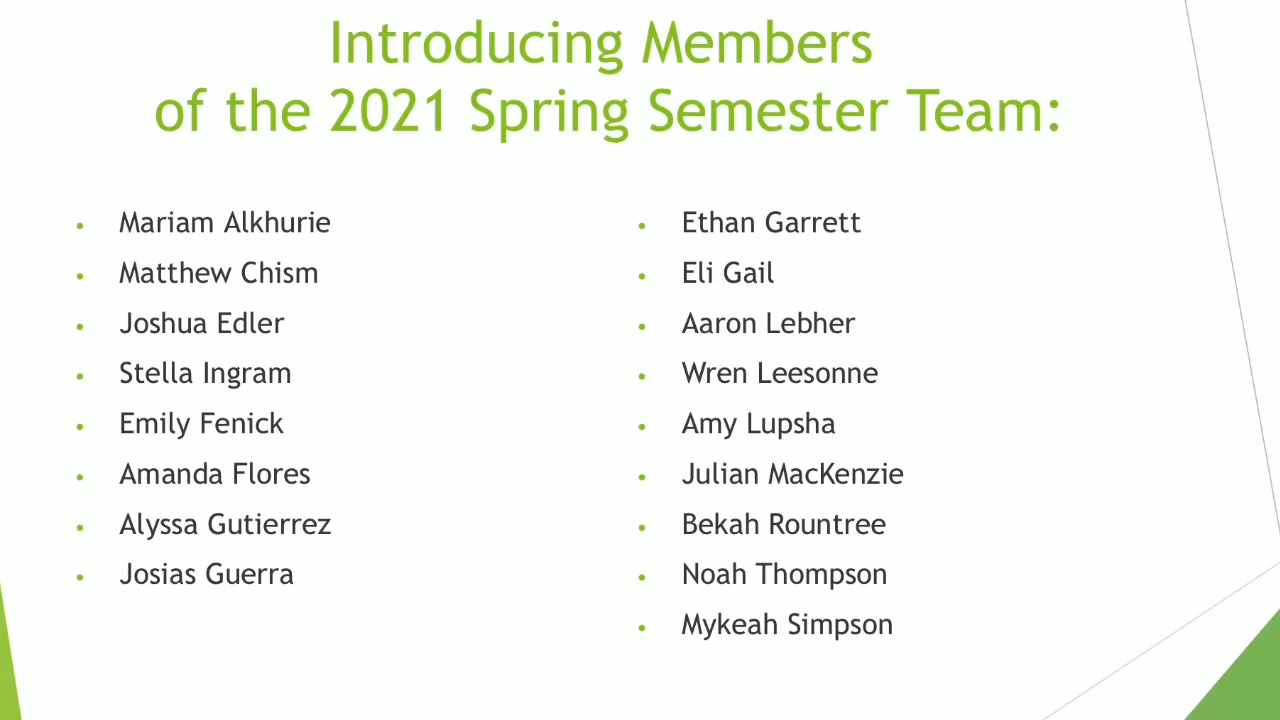 Introducing Members
of the 2021 Spring Semester Team:
• Mariam Alkhurie
• Matthew Chism
• Joshua Edler
• Stella Ingram
• Emily Fenick
• Amanda Flores
• Alyssa Gutierrez
• Josias Guerra
• Ethan Garrett
• Eli Gail
• Aaron Lebher
• Wren Leesonne
• Amy Lupsha
• Julian MacKenzie
• Bekah Rountree
• Noah Thompson
• Mykeah Simpson